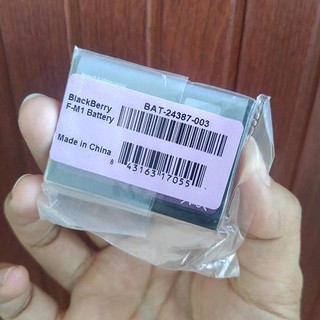 BlackBerry
F-M1 Battery
BAT-24387-003
Made in China
8 43163 17055